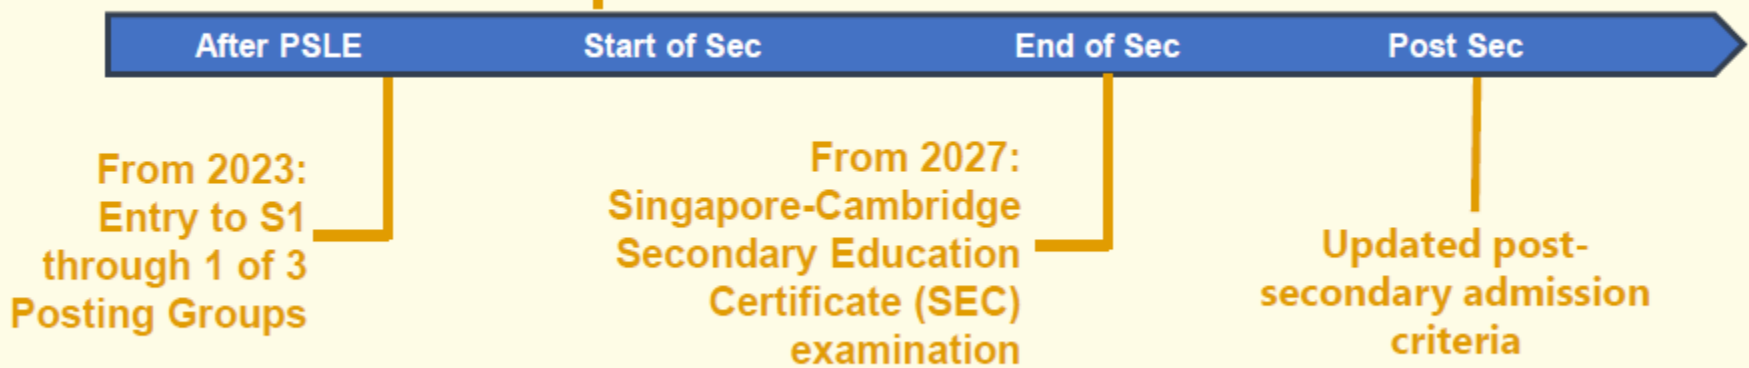 After PSLE
Start of Sec
End of Sec
Post Sec
From 2023:
Entry to S1
through 1 of 3
Posting Groups
From 2027:
Singapore-Cambridge
Secondary Education
Certificate (SEC)
examination
Updated post-
secondary admission
criteria